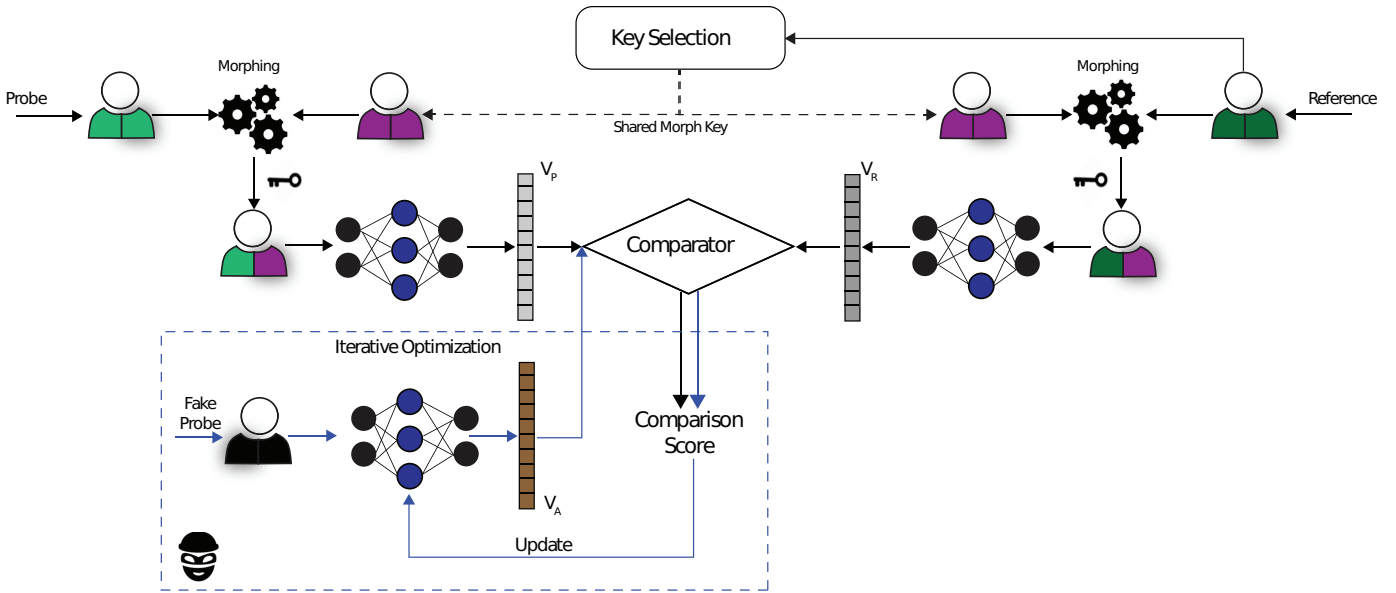 Key Selection
Morphing
Morphing
Probe
Reference
Shared Morph Key
VP
VR
Comparator
Iterative Optimization
Fake
Probe
Comparison
Score
VA
Update